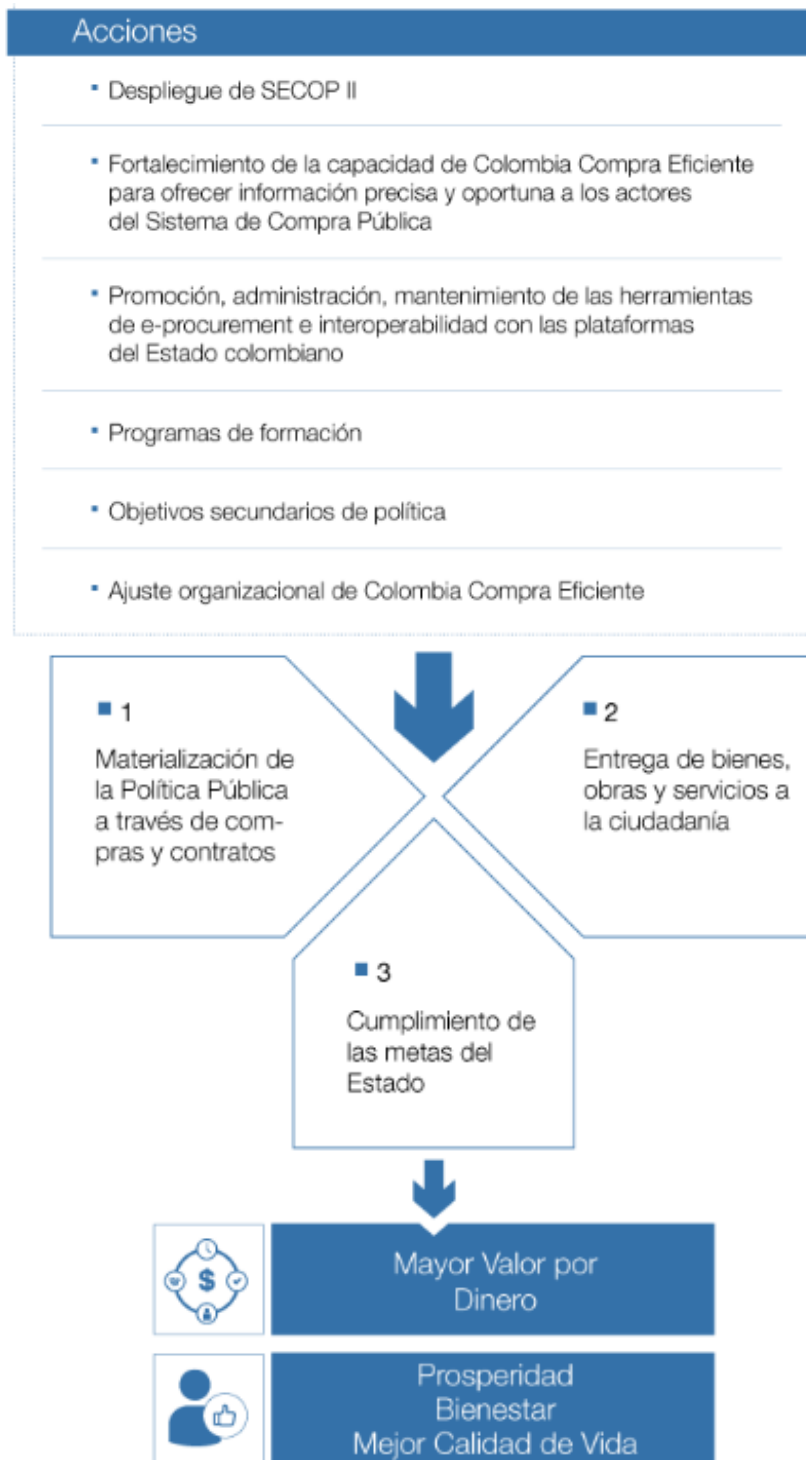 Acciones
▪ Despliegue de SECOP II
▪ Fortalecimiento de la capacidad de Colombia Compra Eficiente
para ofrecer información precisa y oportuna a los actores
del Sistema de Compra Pública
▪ Promoción, administración, mantenimiento de las herramientas
de e-procurement e interoperabilidad con las plataformas
del Estado colombiano
▪ Programas de formación
▪ Objetivos secundarios de política
▪ Ajuste organizacional de Colombia Compra Eficiente
▪ 1
Materialización de
la Política Pública
a través de com-
pras y contratos
▪ 2
Entrega de bienes,
obras y servicios a
la ciudadanía
▪ 3
Cumplimiento de
las metas del
Estado
$
Mayor Valor por
Dinero
Prosperidad
Bienestar
Mejor Calidad de Vida